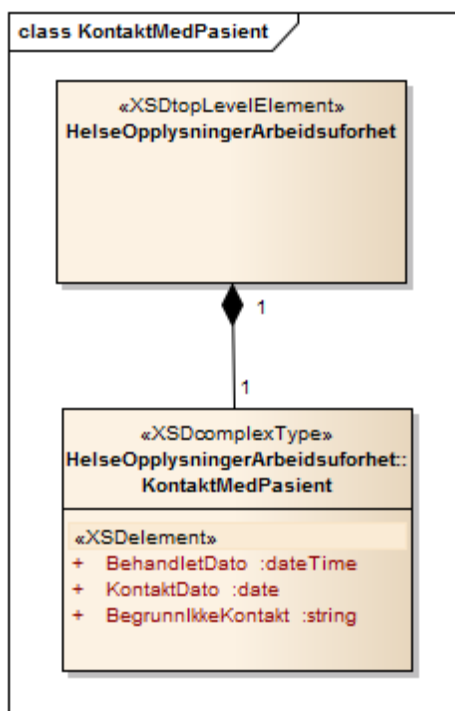 class KontaktMedPasient
«XSDtopLevelElement»
HelseOpplysningerArbeidsuforhet
1
1
«XSDcomplexType»
HelseOpplysningerArbeidsuforhet::
KontaktMedPasient
«XSDelement»
+ BehandletDato :dateTime
+ KontaktDato :date
+ BegrunnIkkeKontakt :string